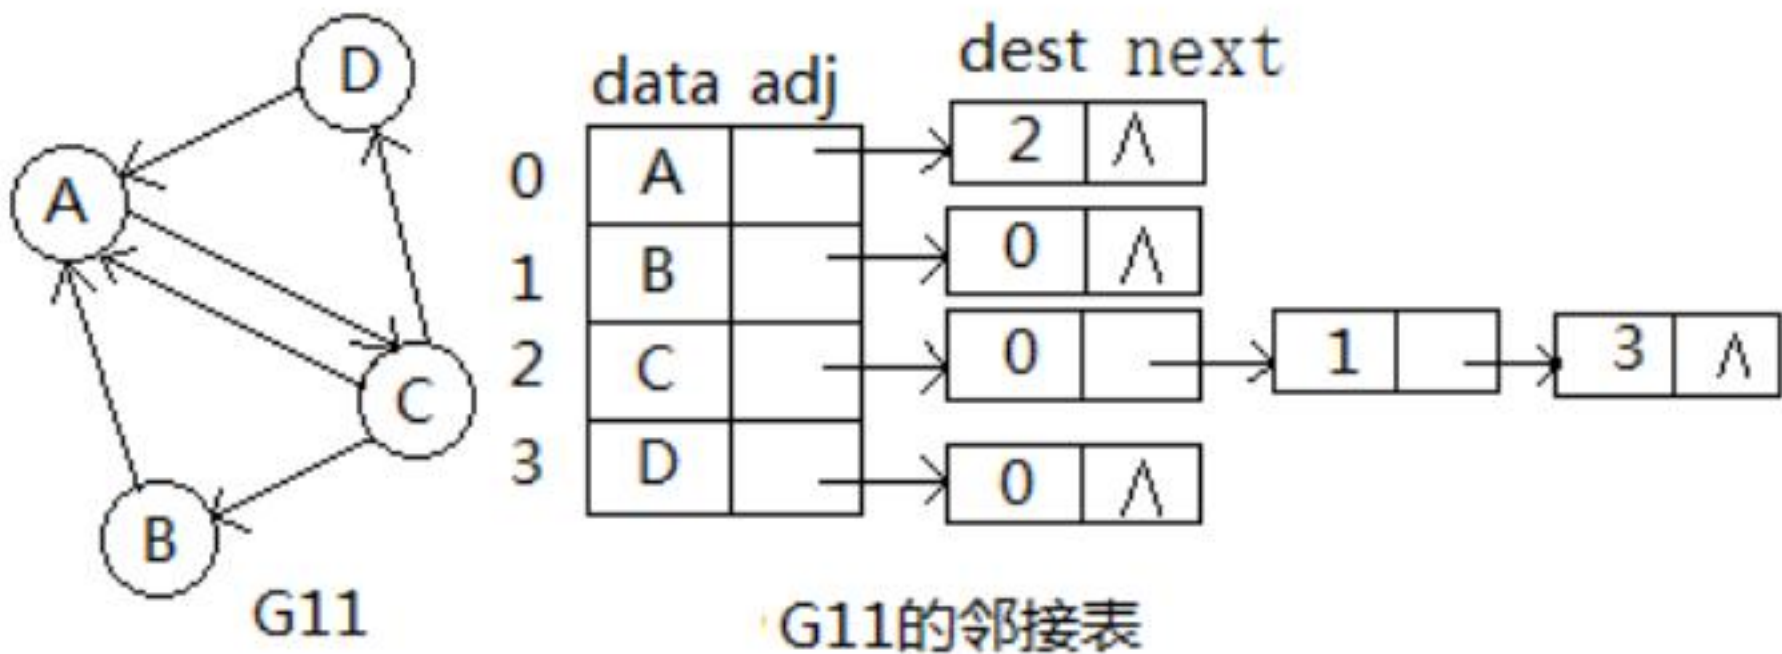 D
A
C
B
G11
data adj
dest next
0 A 2 ∧
1 B 0 ∧
2 C 0 1 3 ∧
3 D 0 ∧
G11的邻接表